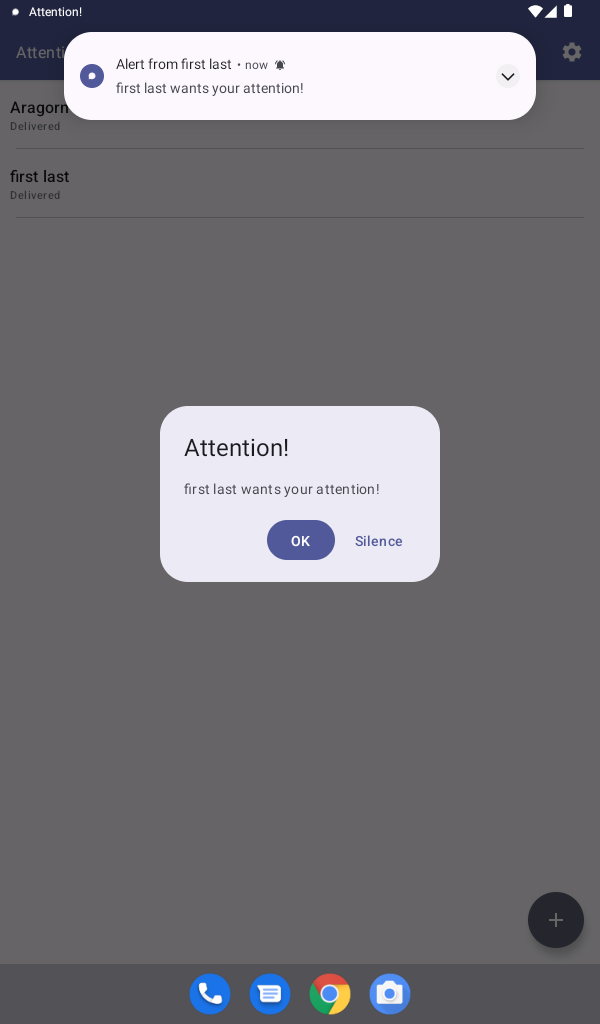 Attention!
Alert from first last • now
first last wants your attention!
Attenti
Aragorn
Delivered
first last
Delivered
Attention!
first last wants your attention!
OK
Silence